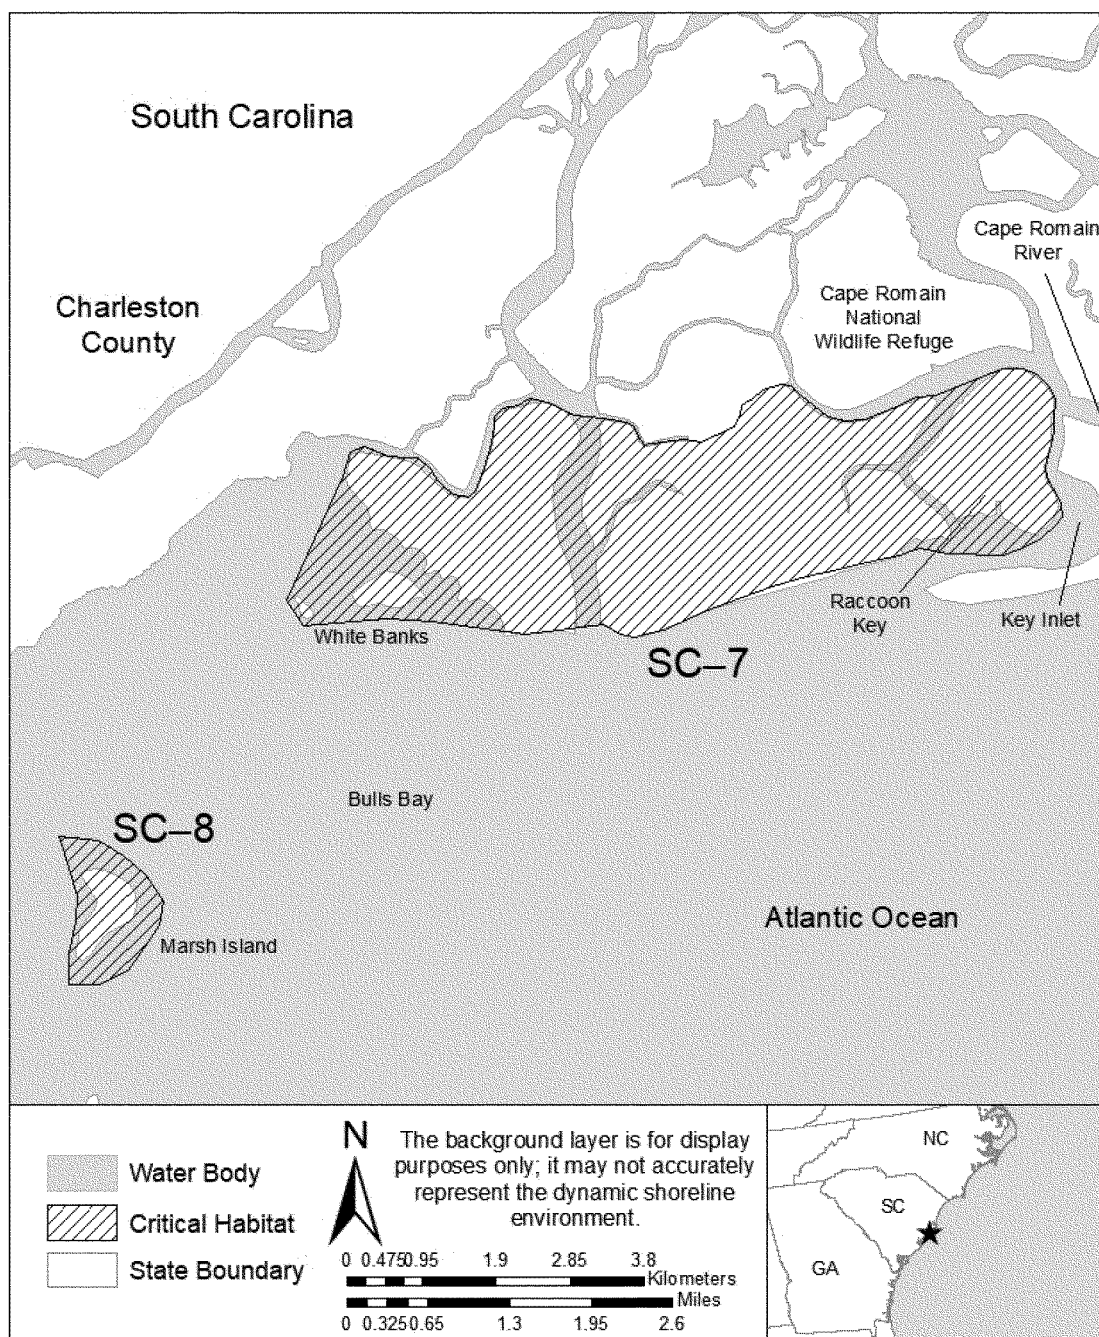 South Carolina
Cape Romain
River
Charleston
County
Cape Romain
National
Wildlife Refuge
Raccoon
Key
Key Inlet
White Banks
SC–7
Bulls Bay
SC–8
Atlantic Ocean
Marsh Island
Water Body
Critical Habitat
State Boundary
N
The background layer is for display
purposes only; it may not accurately
represent the dynamic shoreline
environment.
0 0.475 0.95 1.9 2.85 3.8
Kilometers
Miles
0 0.325 0.65 1.3 1.95 2.6
NC
SC
GA